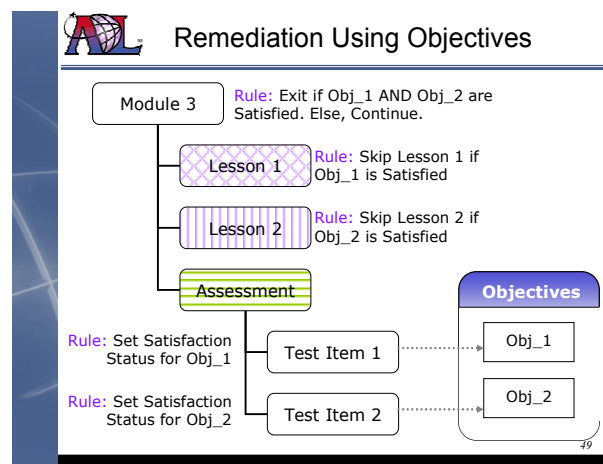 ADL
Remediation Using Objectives
Module 3
Rule: Exit if Obj_1 AND Obj_2 are
Satisfied. Else, Continue.
Lesson 1
Rule: Skip Lesson 1 if
Obj_1 is Satisfied
Lesson 2
Rule: Skip Lesson 2 if
Obj_2 is Satisfied
Assessment
Objectives
Rule: Set Satisfaction
Status for Obj_1
Test Item 1
Obj_1
Rule: Set Satisfaction
Status for Obj_2
Test Item 2
Obj_2
49